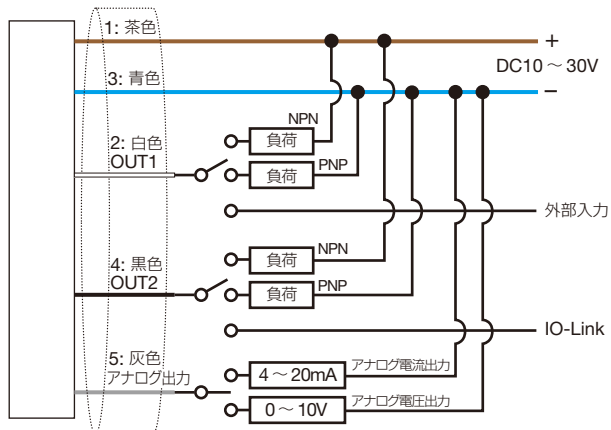 1: 茶色
+
DC10 ～ 30V
3: 青色
−
NPN
2: 白色
OUT1
負荷
PNP
負荷
外部入力
4: 黒色
OUT2
NPN
負荷
PNP
負荷
IO-Link
5: 灰色
アナログ出力
アナログ電流出力
4 ～ 20mA
アナログ電圧出力
0 ～ 10V